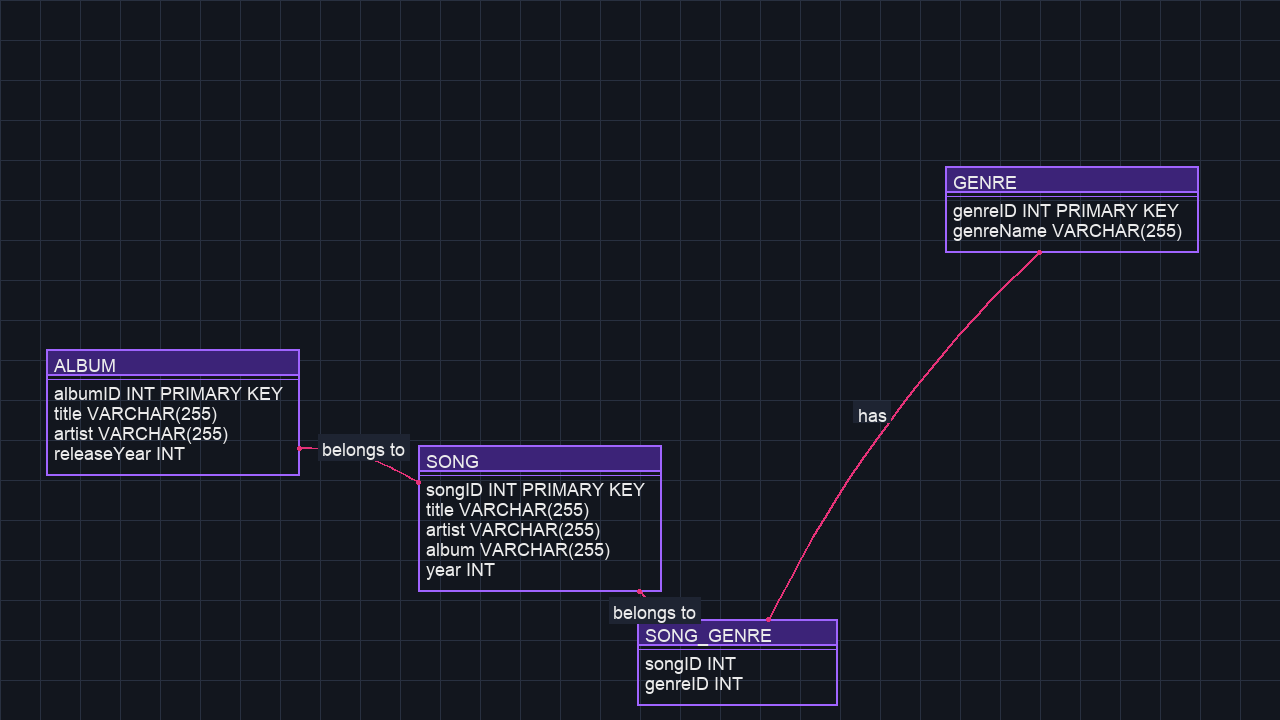 GENRE
genreID INT PRIMARY KEY
genreName VARCHAR(255)
ALBUM
albumID INT PRIMARY KEY
title VARCHAR(255)
artist VARCHAR(255)
releaseYear INT
has
belongs to
SONG
songID INT PRIMARY KEY
title VARCHAR(255)
artist VARCHAR(255)
album VARCHAR(255)
year INT
belongs to
SONG_GENRE
songID INT
genreID INT